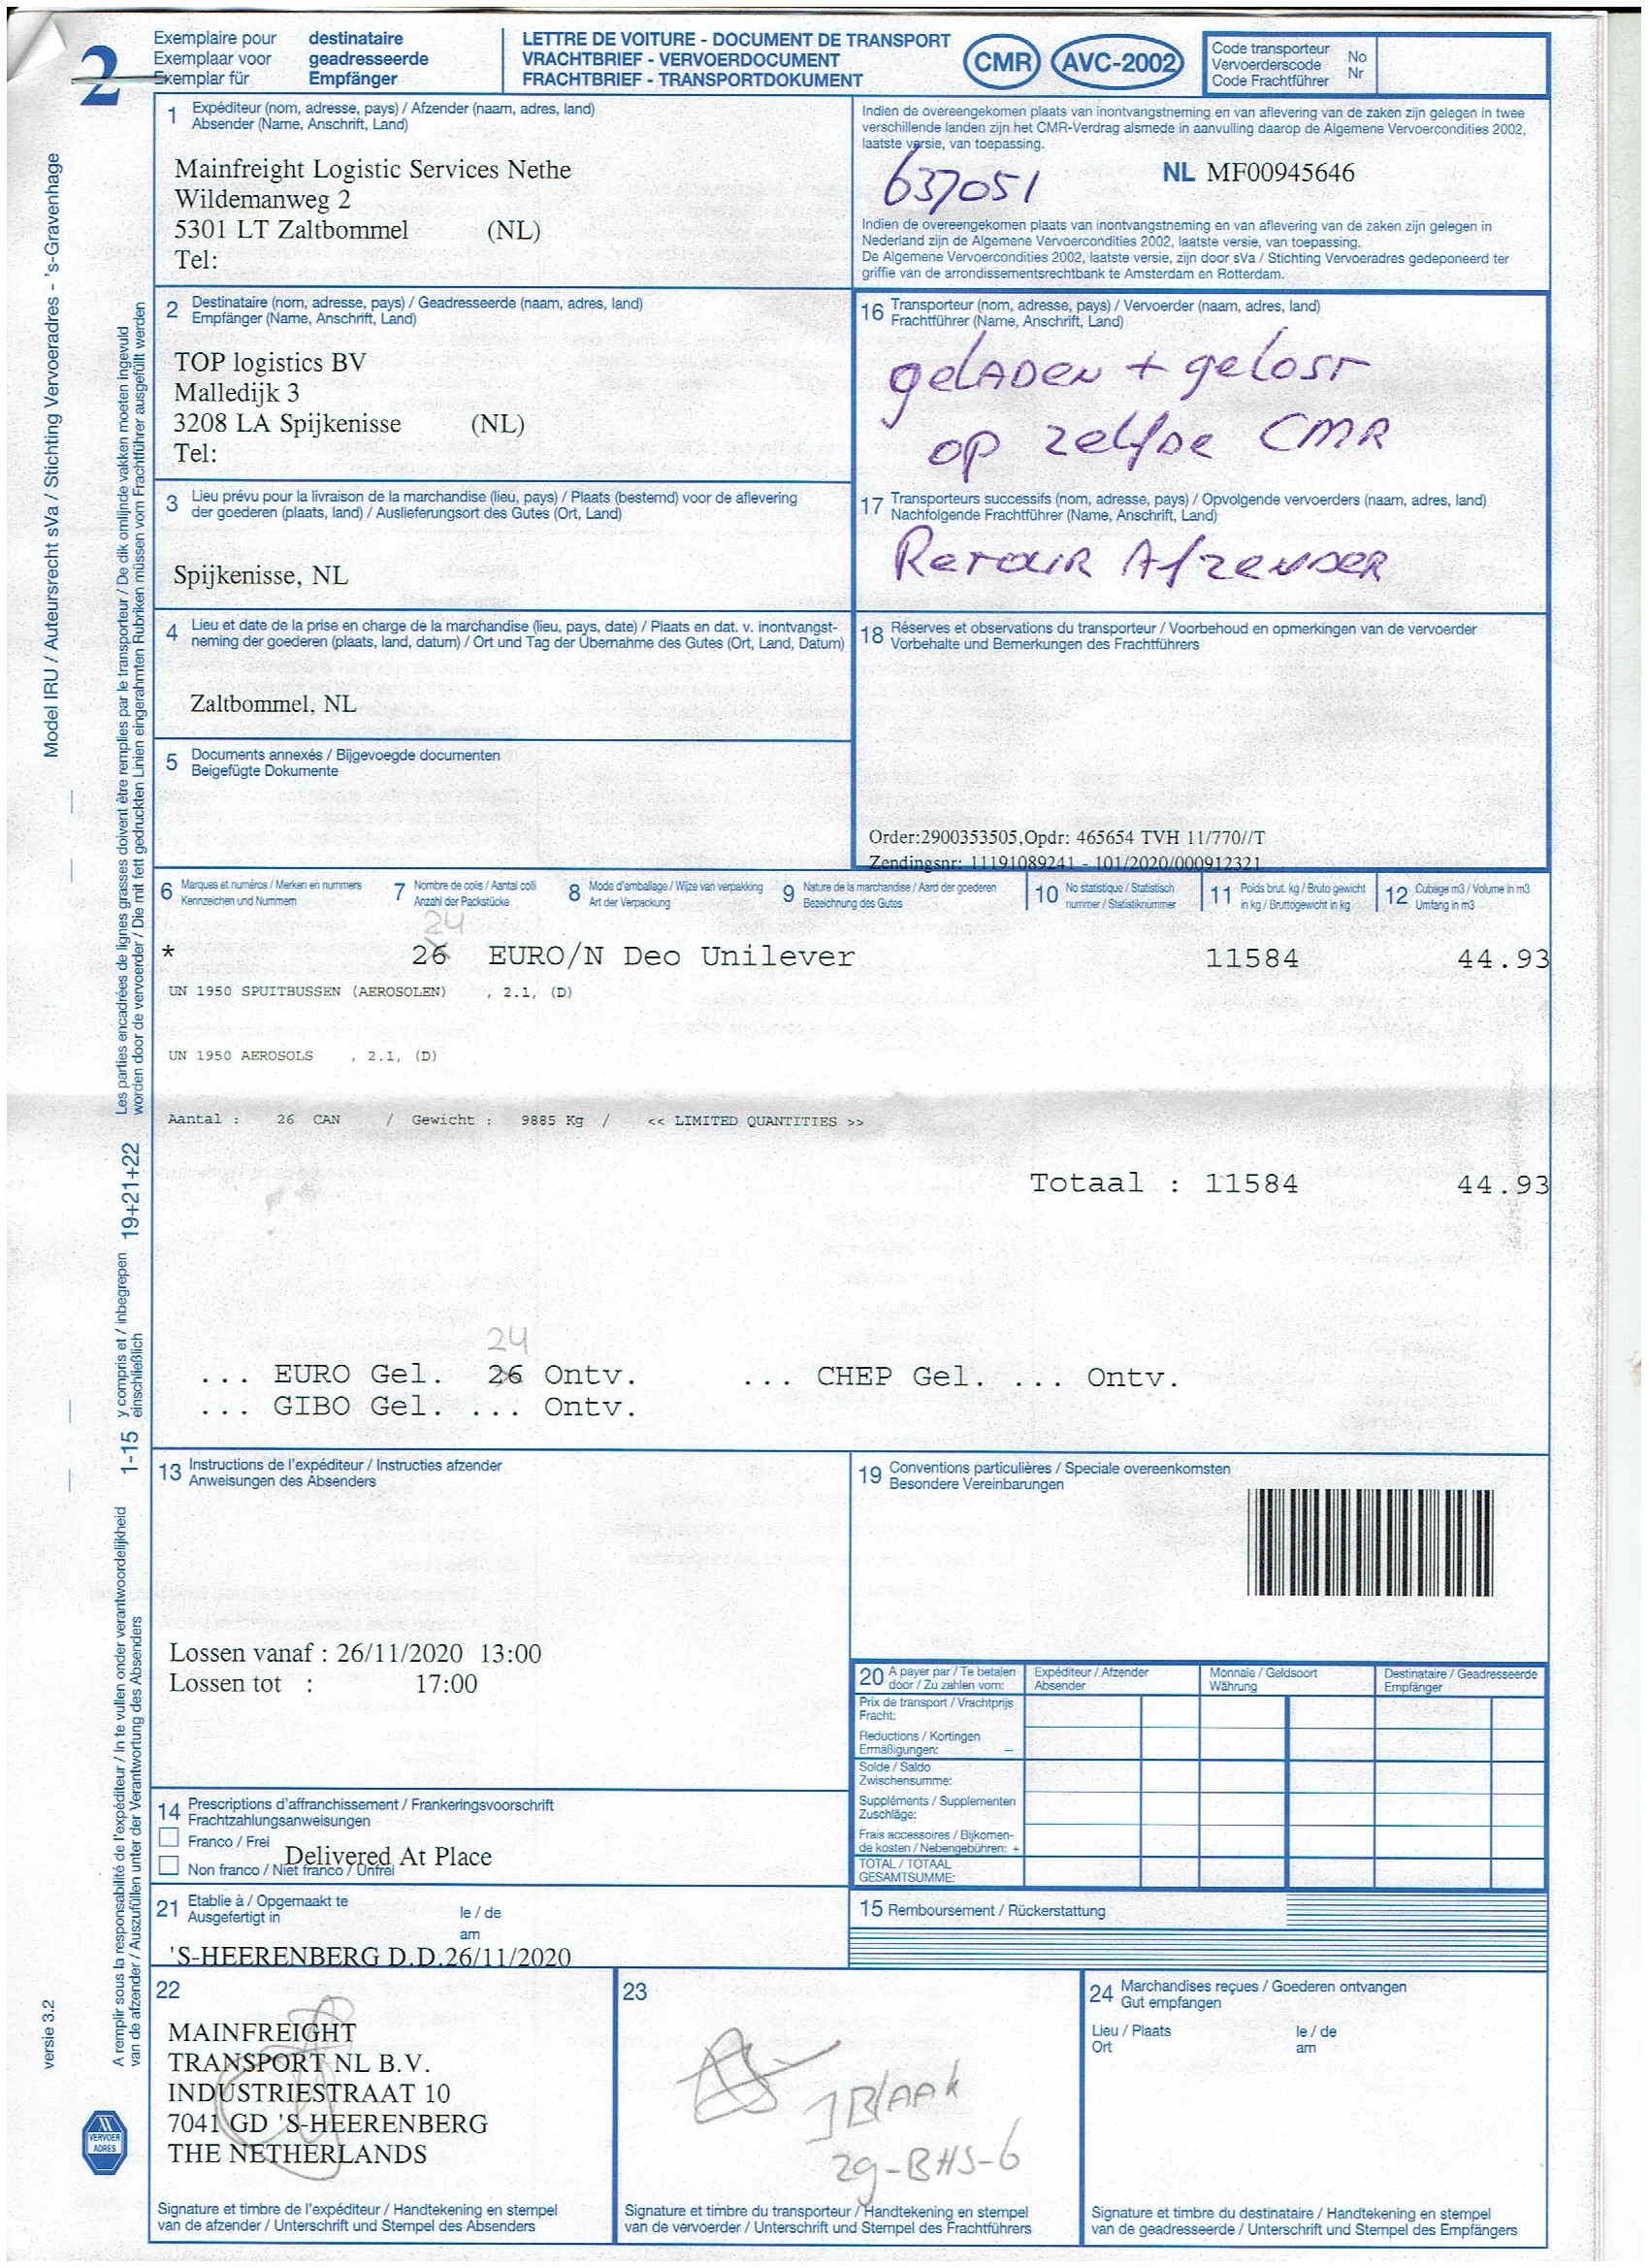 2
Exemplaire pour destinataire
Exemplaar voor geadresseerde
Exemplar für Empfänger
LETTRE DE VOITURE - DOCUMENT DE TRANSPORT
VRACHTBRIEF - VERVOERDOCUMENT
FRACHTBRIEF - TRANSPORTDOKUMENT
CMR
AVC-2002
Code transporteur
Vervoerderscode No
Code Frachtführer Nr
1 Expéditeur (nom, adresse, pays) / Afzender (naam, adres, land)
Absender (Name, Anschrift, Land)
Mainfreight Logistic Services Nethe
Wildemanweg 2
5301 LT Zaltbommel (NL)
Tel:
Indien de overeengekomen plaats van inontvangstneming en van aflevering van de zaken zijn gelegen in twee
verschillende landen zijn het CMR-Verdrag alsmede in aanvulling daarop de Algemene Vervoercondities 2002,
laatste versie, van toepassing.
637051
NL MF00945646
Indien de overeengekomen plaats van inontvangstneming en van aflevering van de zaken zijn gelegen in
Nederland zijn de Algemene Vervoercondities 2002, laatste versie, van toepassing.
De Algemene Vervoercondities 2002, laatste versie, zijn door sVa / Stichting Vervoeradres gedeponeerd ter
griffie van de arrondissementsrechtbank te Amsterdam en Rotterdam.
2 Destinataire (nom, adresse, pays) / Geadresseerde (naam, adres, land)
Empfänger (Name, Anschrift, Land)
TOP logistics BV
Malledijk 3
3208 LA Spijkenisse (NL)
Tel:
16 Transporteur (nom, adresse, pays) / Vervoerder (naam, adres, land)
Frachtführer (Name, Anschrift, Land)
gelADEN + gelost
op zelfde CMR
3 Lieu prévu pour la livraison de la marchandise (lieu, pays) / Plaats (bestemd) voor de aflevering
der goederen (plaats, land) / Auslieferungsort des Gutes (Ort, Land)
Spijkenisse, NL
17 Transporteurs successifs (nom, adresse, pays) / Opvolgende vervoerders (naam, adres, land)
Nachfolgende Frachtführer (Name, Anschrift, Land)
Retour Afzender
4 Lieu et date de la prise en charge de la marchandise (lieu, pays, date) / Plaats en dat. v. inontvangst-
neming der goederen (plaats, land, datum) / Ort und Tag der Übernahme des Gutes (Ort, Land, Datum)
Zaltbommel, NL
18 Réserves et observations du transporteur / Voorbehoud en opmerkingen van de vervoerder
Vorbehalte und Bemerkungen des Frachtführers
5 Documents annexés / Bijgevoegde documenten
Beigefügte Dokumente
Order:2900353505,Opdr: 465654 TVH 11/770//T
Zendingsnr: 11191089241 - 101/2020/000912321
6 Marques et numéros / Merken en nummers
Kennzeichen und Nummern
7 Nombre de colis / Aantal colli
Anzahl der Packstücke
8 Mode d'emballage / Wijze van verpakking
Art der Verpackung
9 Nature de la marchandise / Aard der goederen
Bezeichnung des Gutes
10 No statistique / Statistisch
nummer / Statistiknummer
11 Poids brut. kg / Bruto gewicht
in kg / Bruttogewicht in kg
12 Cubage m3 / Volume in m3
Umfang in m3
24
* 26 EURO/N Deo Unilever 11584 44.93
UN 1950 SPUITBUSSEN (AEROSOLEN) , 2.1, (D)
UN 1950 AEROSOLS , 2.1, (D)
Aantal : 26 CAN / Gewicht : 9885 Kg / << LIMITED QUANTITIES >>
Totaal : 11584 44.93
24
... EURO Gel. 26 Ontv. ... CHEP Gel. ... Ontv.
... GIBO Gel. ... Ontv.
13 Instructions de l'expéditeur / Instructies afzender
Anweisungen des Absenders
Lossen vanaf : 26/11/2020 13:00
Lossen tot : 17:00
19 Conventions particulières / Speciale overeenkomsten
Besondere Vereinbarungen
20 A payer par / Te betalen
door / Zu zahlen vom:
Expéditeur / Afzender
Absender
Monnaie / Geldsoort
Währung
Destinataire / Geadresseerde
Empfänger
Prix de transport / Vrachtprijs
Fracht:
Reductions / Kortingen
Ermäßigungen: –
Solde / Saldo
Zwischensumme:
Suppléments / Supplementen
Zuschläge:
Frais accessoires / Bijkomen-
de kosten / Nebengebühren: +
TOTAL / TOTAAL
GESAMTSUMME:
14 Prescriptions d'affranchissement / Frankeringsvoorschrift
Frachtzahlungsanweisungen
Franco / Frei
Non franco / Niet franco / Unfrei
Delivered At Place
15 Remboursement / Rückerstattung
21 Etablie à / Opgemaakt te le / de
Ausgefertigt in am
'S-HEERENBERG D.D.26/11/2020
22
MAINFREIGHT
TRANSPORT NL B.V.
INDUSTRIESTRAAT 10
7041 GD 'S-HEERENBERG
THE NETHERLANDS
Signature et timbre de l'expéditeur / Handtekening en stempel
van de afzender / Unterschrift und Stempel des Absenders
23
J Blaak
29-BHS-6
Signature et timbre du transporteur / Handtekening en stempel
van de vervoerder / Unterschrift und Stempel des Frachtführers
24 Marchandises reçues / Goederen ontvangen
Gut empfangen
Lieu / Plaats le / de
Ort am
Signature et timbre du destinataire / Handtekening en stempel
van de geadresseerde / Unterschrift und Stempel des Empfängers
Model IRU / Auteursrecht sVa / Stichting Vervoeradres - 's-Gravenhage
Les parties encadrées de lignes grasses doivent être remplies par le transporteur / De dik omlijnde vakken moeten ingevuld
worden door de vervoerder / Die mit fett gedruckten Linien eingerahmten Rubriken müssen vom Frachtführer ausgefüllt werden
19+21+22
1-15 y compris et / inbegrepen
einschließlich
A remplir sous la responsabilité de l'expéditeur / In te vullen onder verantwoordelijkheid
van de afzender / Auszufüllen unter der Verantwortung des Absenders
versie 3.2
VERVOER
ADRES